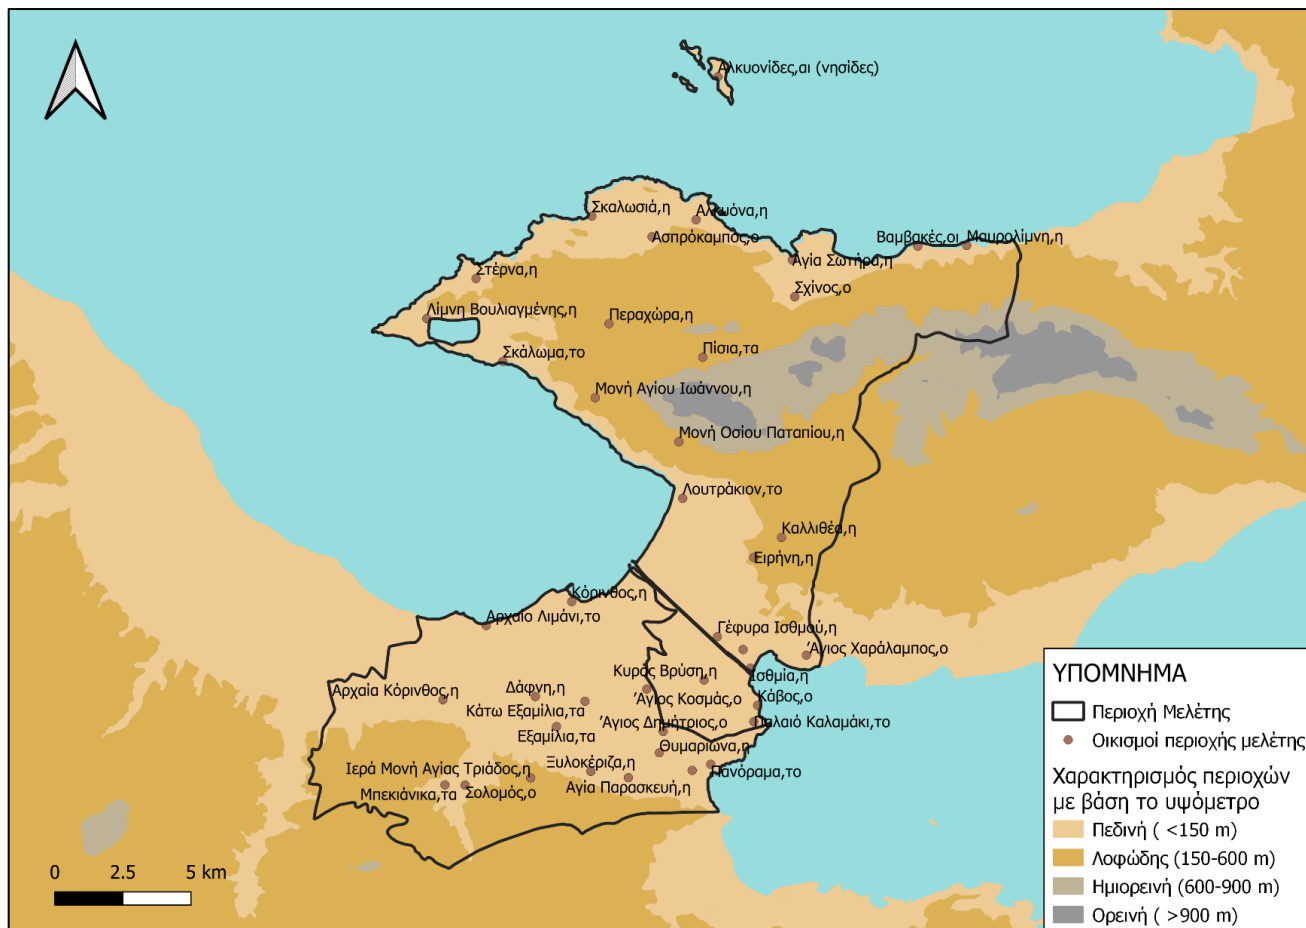 Αλκυονίδες,αι (νησίδες)
Σκαλωσιά,η
Αλκυόνα,η
Ασπρόκαμπος,ο
Βαμβακές,οι
Μαυρολίμνη,η
Αγία Σωτήρα,η
Στέρνα,η
Σχίνος,ο
Λίμνη Βουλιαγμένης,η
Περαχώρα,η
Σκάλωμα,το
Πίσια,τα
Μονή Αγίου Ιωάννου,η
Μονή Οσίου Παταπίου,η
Λουτράκιον,το
Καλλιθέα,η
Ειρήνη,η
Κόρινθος,η
Αρχαίο Λιμάνι,το
Γέφυρα Ισθμού,η
Άγιος Χαράλαμπος,ο
Ισθμία,η
Κυράς Βρύση,η
Αρχαία Κόρινθος,η
Δάφνη,η
Άγιος Κοσμάς,ο
Κάβος,ο
Κάτω Εξαμίλια,τα
Άγιος Δημήτριος,ο
Παλαιό Καλαμάκι,το
Εξαμίλια,τα
Θυμαριώνα,η
Ξυλοκέριζα,η
Ιερά Μονή Αγίας Τριάδος,η
Πανόραμα,το
Μπεκιάνικα,τα
Σολομός,ο
Αγία Παρασκευή,η
0 2.5 5 km
ΥΠΟΜΝΗΜΑ
Περιοχή Μελέτης
Οικισμοί περιοχής μελέτης
Χαρακτηρισμός περιοχών
με βάση το υψόμετρο
Πεδινή ( <150 m)
Λοφώδης (150-600 m)
Ημιορεινή (600-900 m)
Ορεινή ( >900 m)